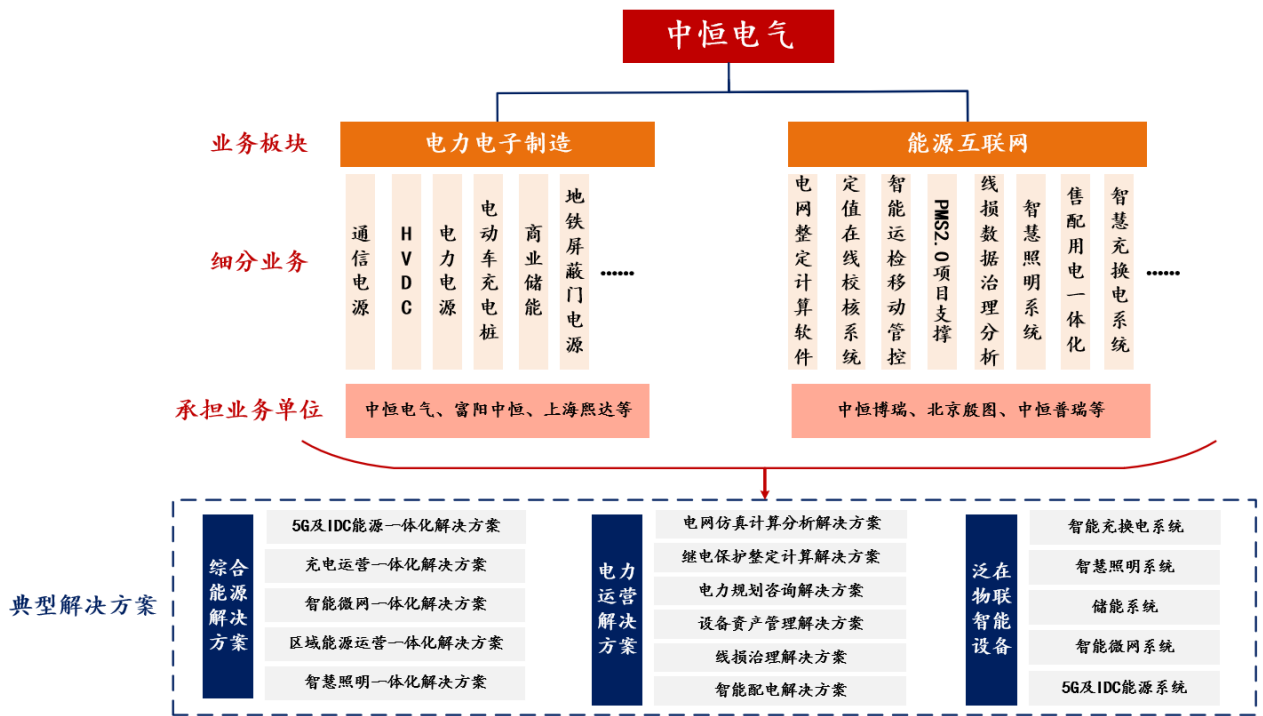 中恒电气
业务板块
电力电子制造
能源互联网
细分业务
通信电源
HVDC
电力电源
电动车充电桩
商业储能
地铁屏蔽门电源
……
电网整定计算软件
定值在线校核系统
智能运检移动管控
PMS2.0项目支撑
线损数据治理分析
智慧照明系统
售配用电一体化
智慧充换电系统
……
承担业务单位
中恒电气、富阳中恒、上海熙达等
中恒博瑞、北京殷图、中恒普瑞等
典型解决方案
综合
能源
解决
方案
5G及IDC能源一体化解决方案
充电运营一体化解决方案
智能微网一体化解决方案
区域能源运营一体化解决方案
智慧照明一体化解决方案
电力
运营
解决
方案
电网仿真计算分析解决方案
继电保护整定计算解决方案
电力规划咨询解决方案
设备资产管理解决方案
线损治理解决方案
智能配电解决方案
泛在
物联
智能
设备
智能充换电系统
智慧照明系统
储能系统
智能微网系统
5G及IDC能源系统